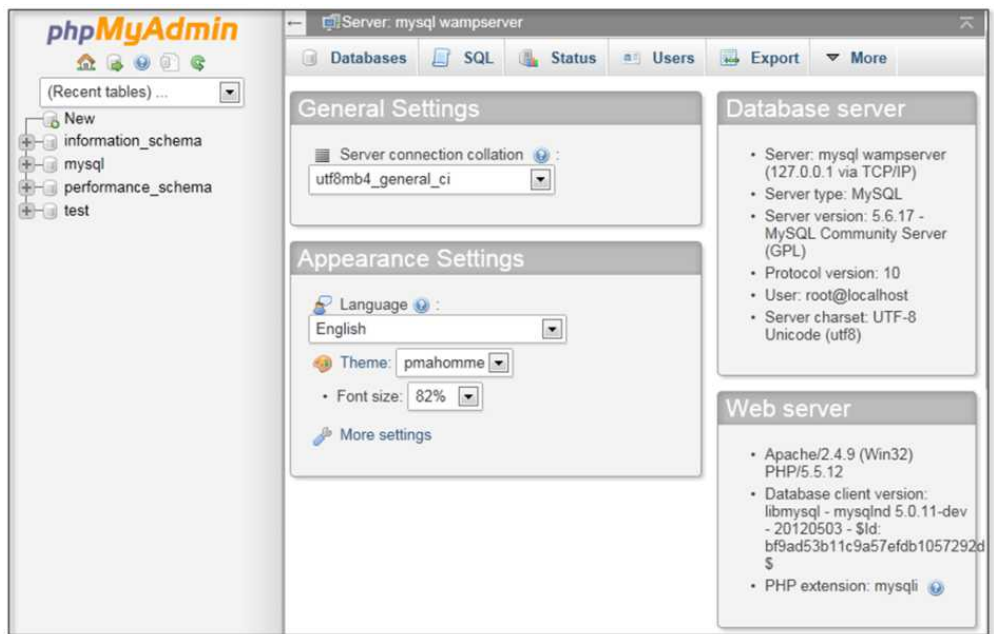 phpMyAdmin
(Recent tables) ...
New
information_schema
mysql
performance_schema
test
Server: mysql wampserver
Databases
SQL
Status
Users
Export
More
General Settings
Server connection collation :
utf8mb4_general_ci
Appearance Settings
Language :
English
Theme: pmahomme
• Font size: 82%
More settings
Database server
• Server: mysql wampserver
(127.0.0.1 via TCP/IP)
• Server type: MySQL
• Server version: 5.6.17 -
MySQL Community Server
(GPL)
• Protocol version: 10
• User: root@localhost
• Server charset: UTF-8
Unicode (utf8)
Web server
• Apache/2.4.9 (Win32)
PHP/5.5.12
• Database client version:
libmysql - mysqlnd 5.0.11-dev
- 20120503 - $Id:
bf9ad53b11c9a57efdb1057292d
$
• PHP extension: mysqli